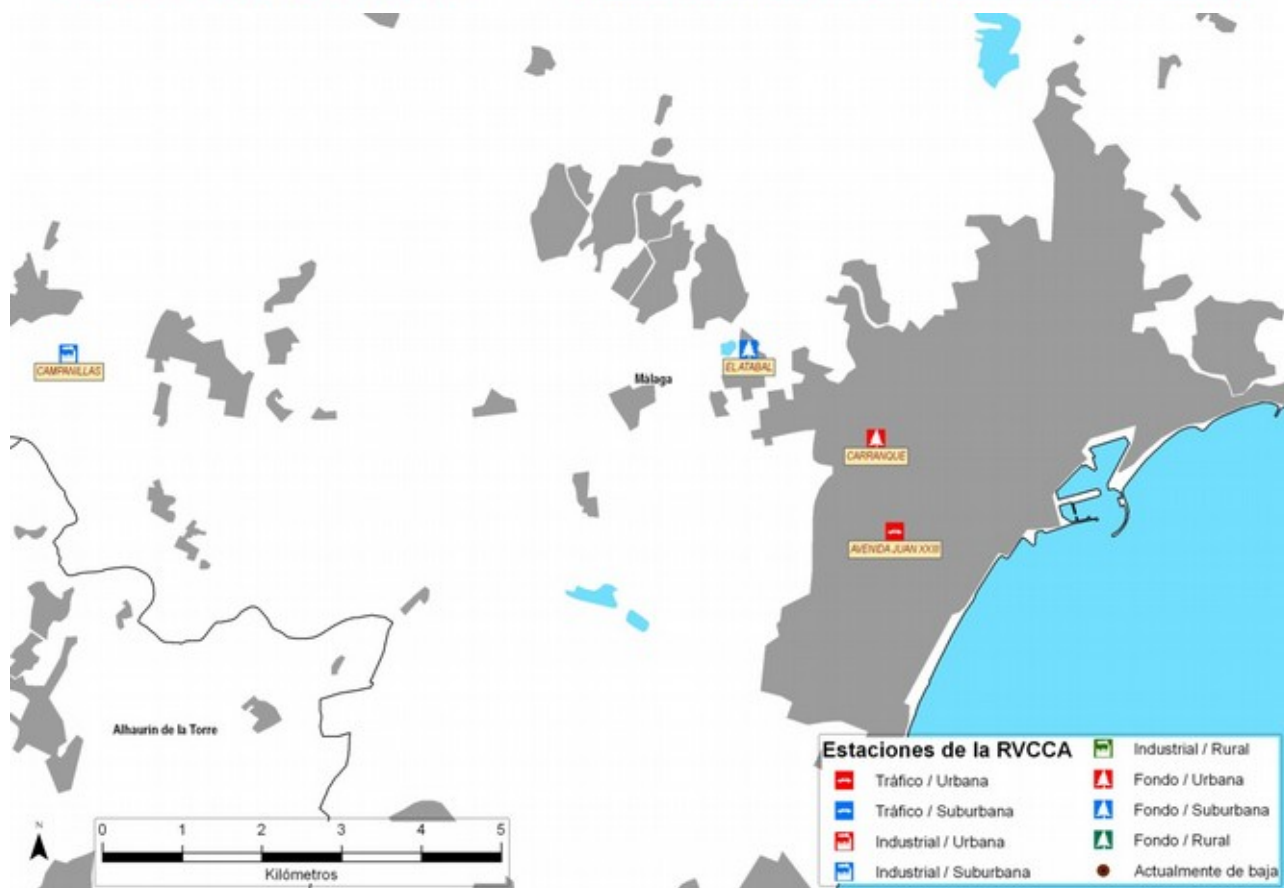 CAMPANILLAS
EL ATABAL
Málaga
CARRANQUE
AVENIDA JUAN XXIII
Alhaurin de la Torre
N
0 1 2 3 4 5
Kilómetros
Estaciones de la RVCCA
Tráfico / Urbana
Tráfico / Suburbana
Industrial / Urbana
Industrial / Suburbana
Industrial / Rural
Fondo / Urbana
Fondo / Suburbana
Fondo / Rural
Actualmente de baja